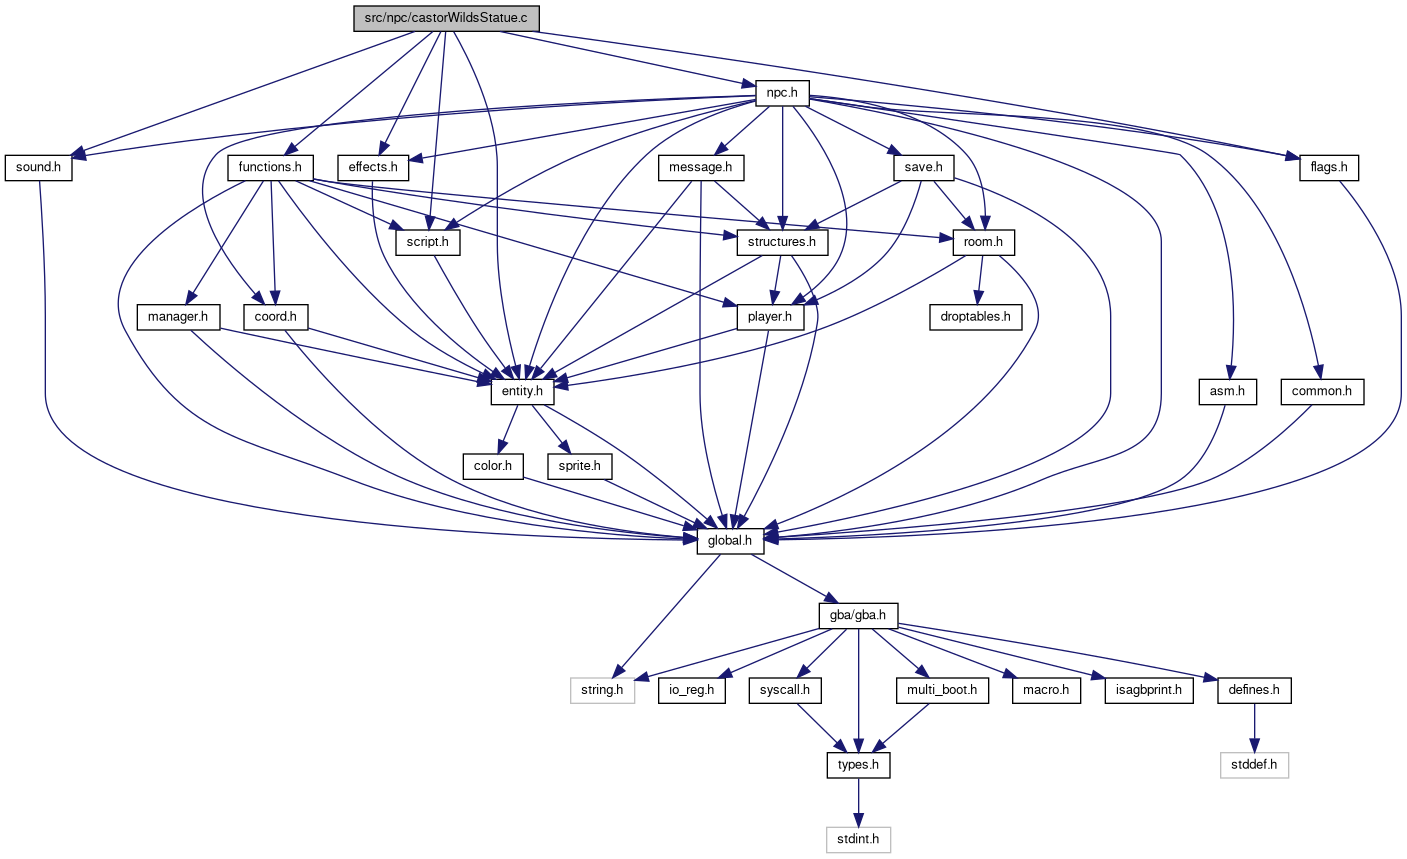 src/npc/castorWildsStatue.c
npc.h
sound.h
functions.h
effects.h
message.h
save.h
flags.h
script.h
structures.h
room.h
manager.h
coord.h
player.h
droptables.h
entity.h
asm.h
common.h
color.h
sprite.h
global.h
gba/gba.h
string.h
io_reg.h
syscall.h
multi_boot.h
macro.h
isagbprint.h
defines.h
types.h
stddef.h
stdint.h